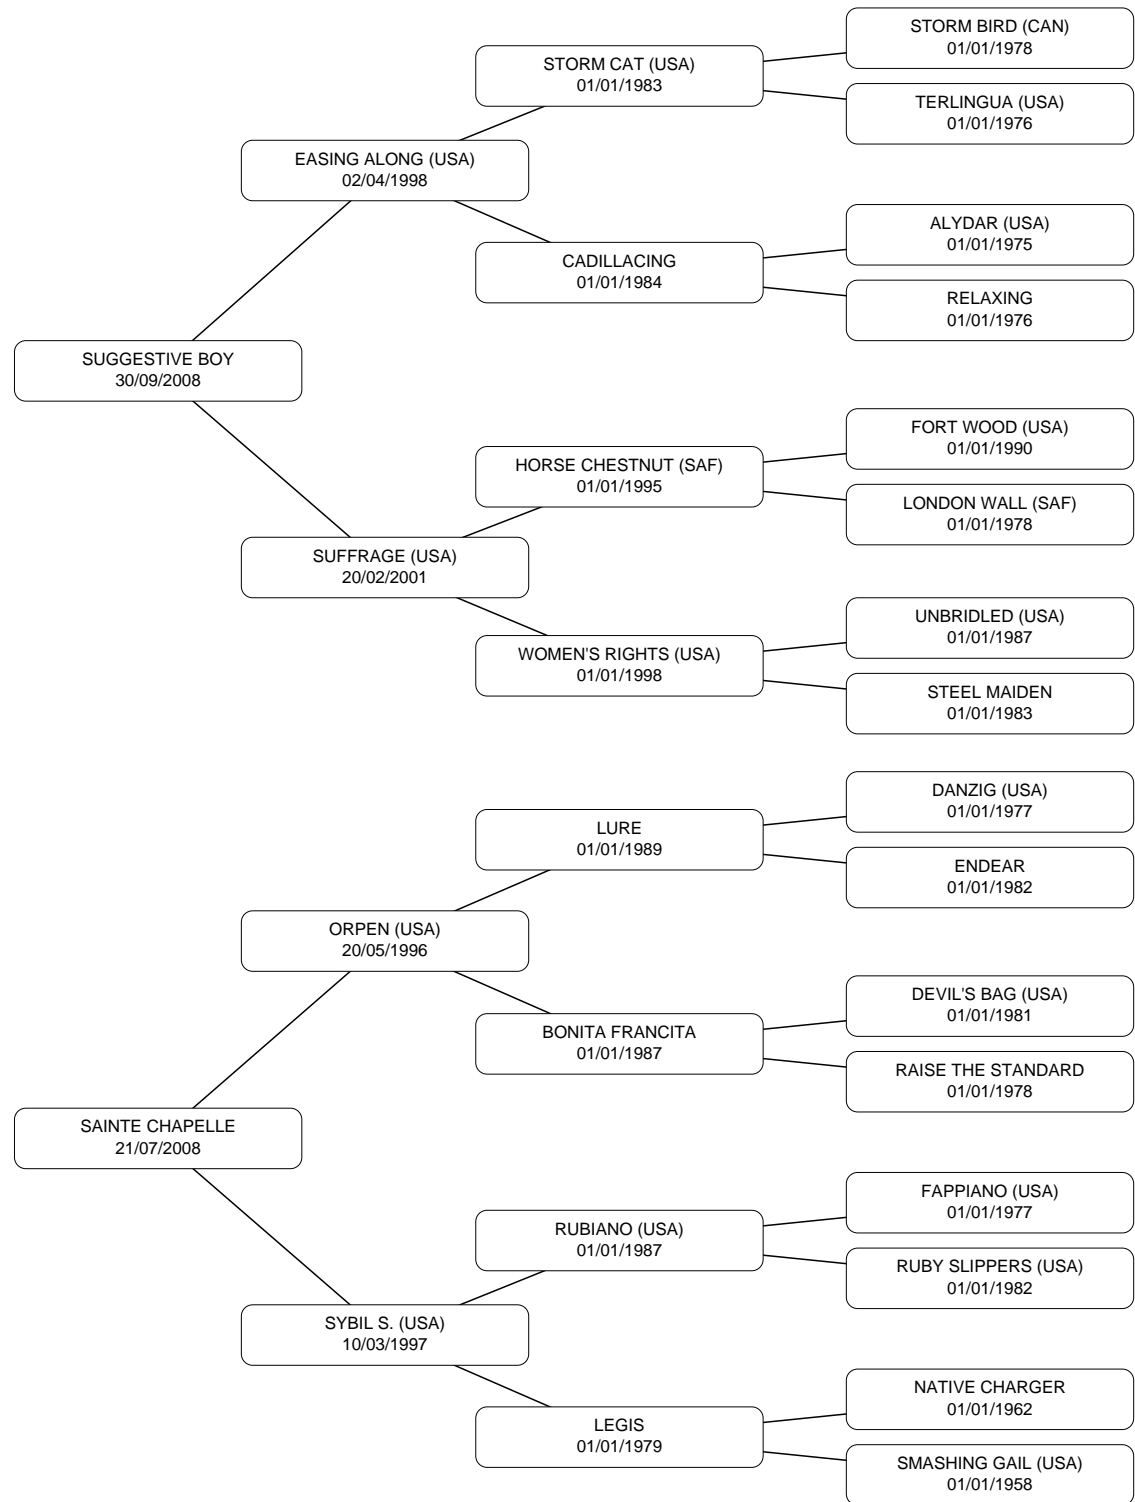 STORM BIRD (CAN)
01/01/1978
STORM CAT (USA)
01/01/1983
TERLINGUA (USA)
01/01/1976
EASING ALONG (USA)
02/04/1998
ALYDAR (USA)
01/01/1975
CADILLACING
01/01/1984
RELAXING
01/01/1976
SUGGESTIVE BOY
30/09/2008
FORT WOOD (USA)
01/01/1990
HORSE CHESTNUT (SAF)
01/01/1995
LONDON WALL (SAF)
01/01/1978
SUFFRAGE (USA)
20/02/2001
UNBRIDLED (USA)
01/01/1987
WOMEN'S RIGHTS (USA)
01/01/1998
STEEL MAIDEN
01/01/1983
DANZIG (USA)
01/01/1977
LURE
01/01/1989
ENDEAR
01/01/1982
ORPEN (USA)
20/05/1996
DEVIL'S BAG (USA)
01/01/1981
BONITA FRANCITA
01/01/1987
RAISE THE STANDARD
01/01/1978
SAINTE CHAPELLE
21/07/2008
FAPPIANO (USA)
01/01/1977
RUBIANO (USA)
01/01/1987
RUBY SLIPPERS (USA)
01/01/1982
SYBIL S. (USA)
10/03/1997
NATIVE CHARGER
01/01/1962
LEGIS
01/01/1979
SMASHING GAIL (USA)
01/01/1958